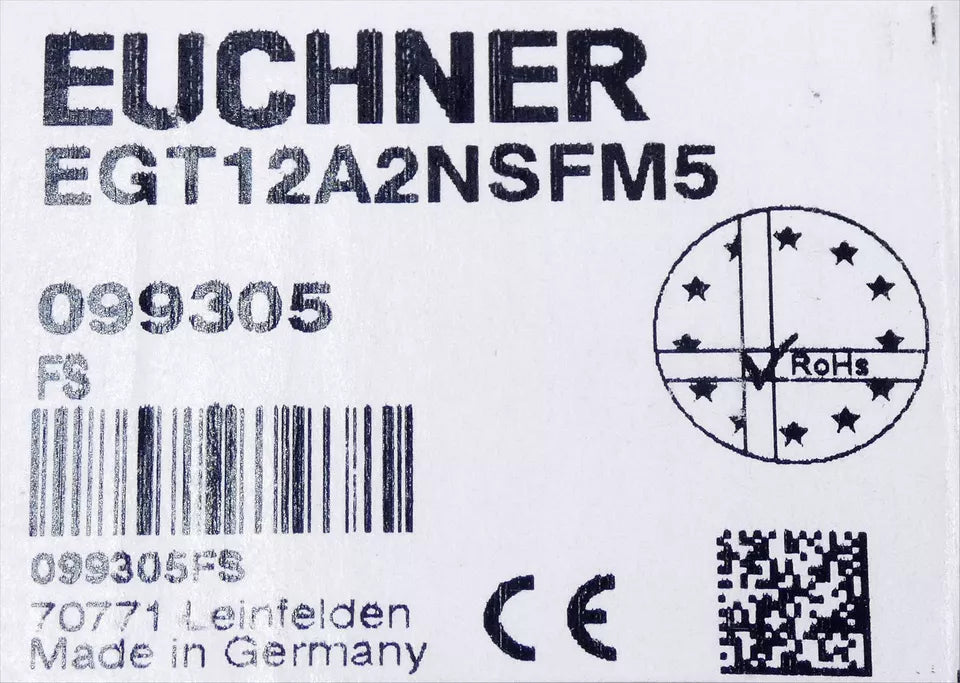 EUCHNER
EGT12A2NSFM5
099305
FS
RoHs
099305FS
70771 Leinfelden
Made in Germany
CE